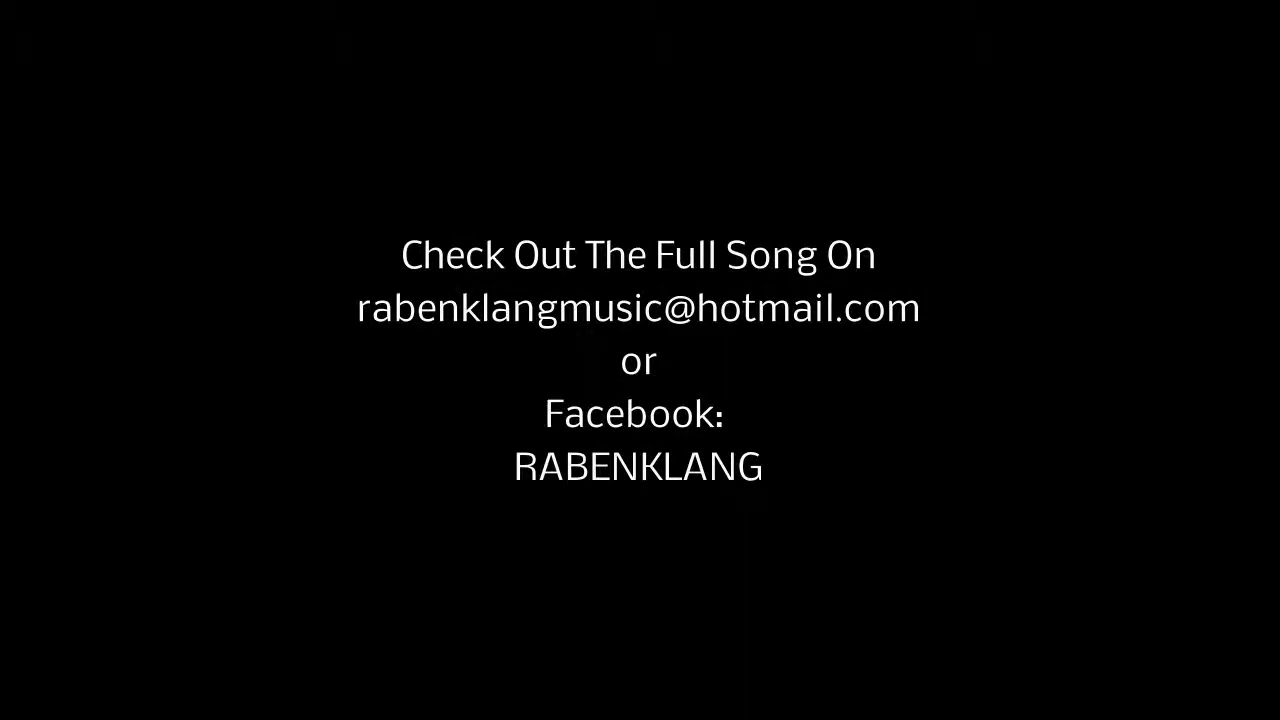 Check Out The Full Song On
rabenklangmusic@hotmail.com
or
Facebook:
RABENKLANG